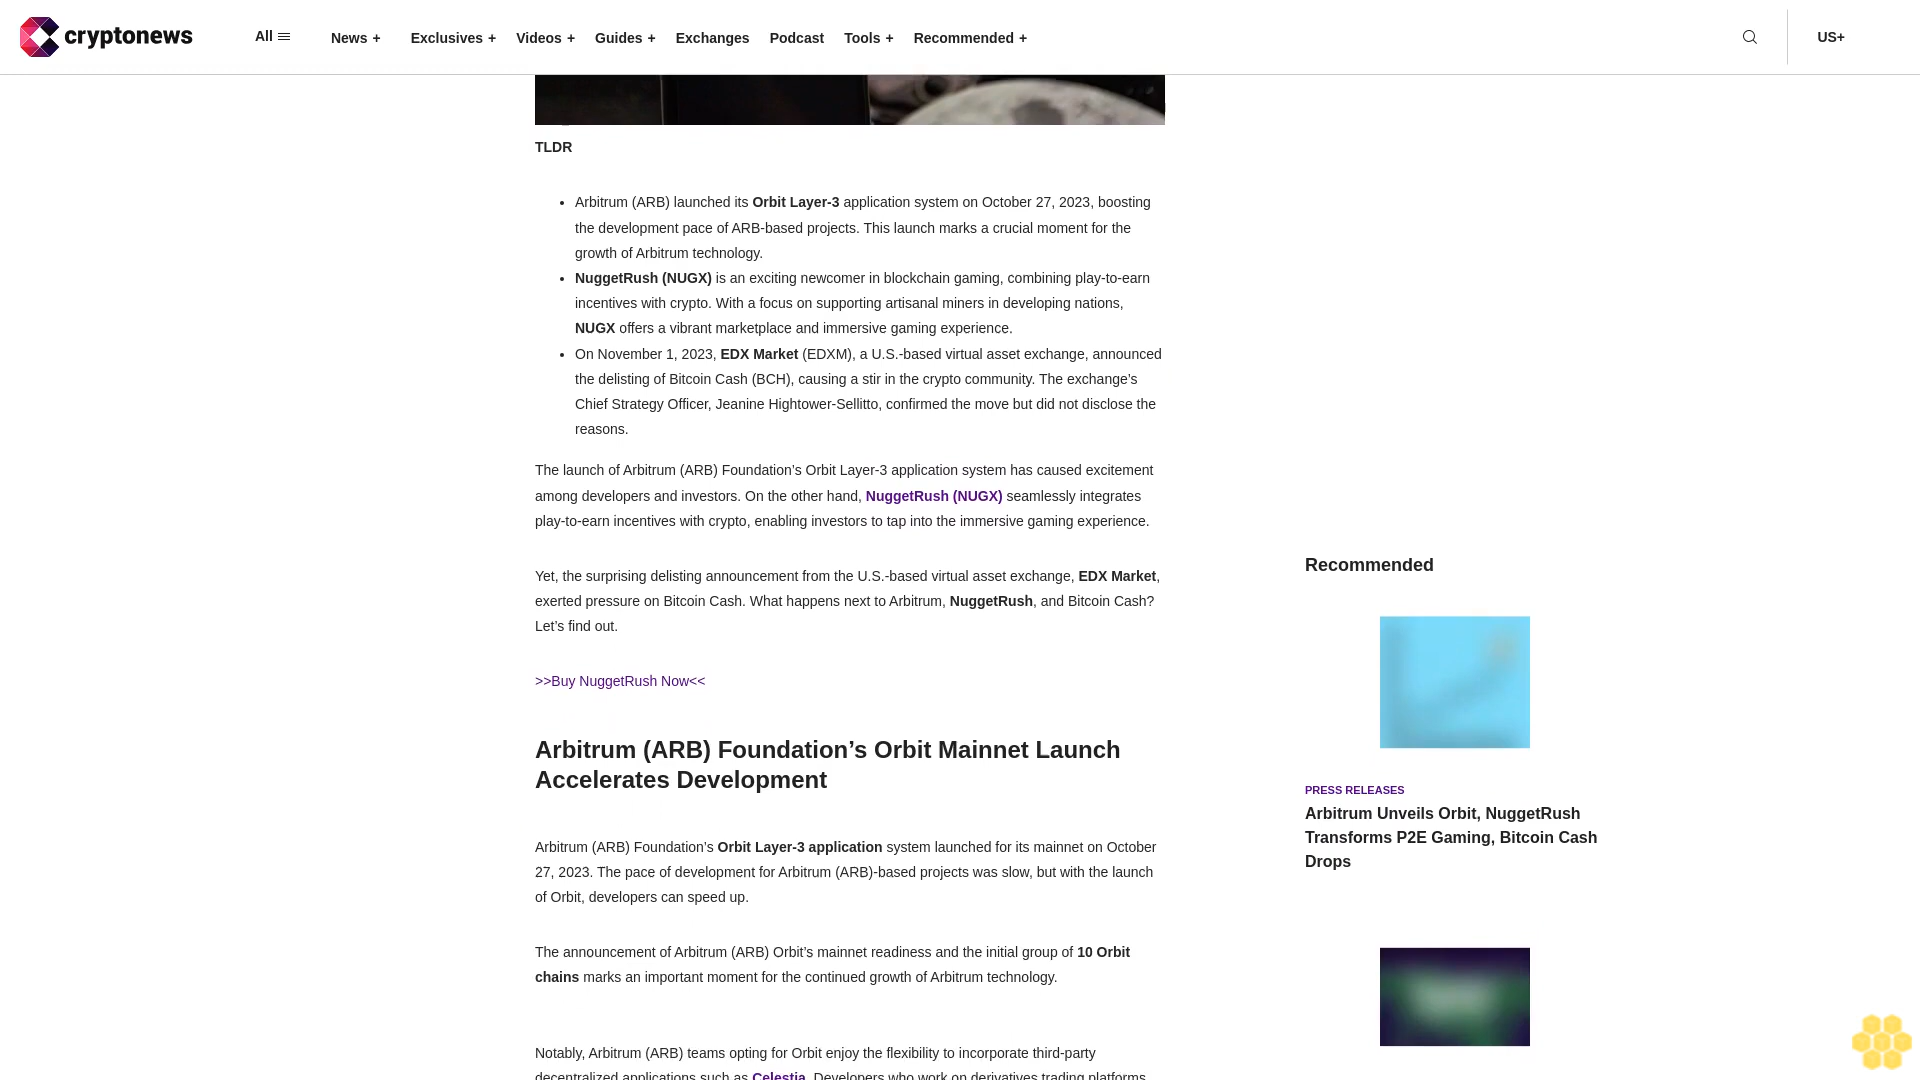 cryptonews
All
News +
Exclusives +
Videos +
Guides +
Exchanges
Podcast
Tools +
Recommended +
US+
TLDR
Arbitrum (ARB) launched its Orbit Layer-3 application system on October 27, 2023, boosting
the development pace of ARB-based projects. This launch marks a crucial moment for the
growth of Arbitrum technology.
NuggetRush (NUGX) is an exciting newcomer in blockchain gaming, combining play-to-earn
incentives with crypto. With a focus on supporting artisanal miners in developing nations,
NUGX offers a vibrant marketplace and immersive gaming experience.
On November 1, 2023, EDX Market (EDXM), a U.S.-based virtual asset exchange, announced
the delisting of Bitcoin Cash (BCH), causing a stir in the crypto community. The exchange’s
Chief Strategy Officer, Jeanine Hightower-Sellitto, confirmed the move but did not disclose the
reasons.
The launch of Arbitrum (ARB) Foundation’s Orbit Layer-3 application system has caused excitement
among developers and investors. On the other hand, NuggetRush (NUGX) seamlessly integrates
play-to-earn incentives with crypto, enabling investors to tap into the immersive gaming experience.
Yet, the surprising delisting announcement from the U.S.-based virtual asset exchange, EDX Market,
exerted pressure on Bitcoin Cash. What happens next to Arbitrum, NuggetRush, and Bitcoin Cash?
Let’s find out.
>>Buy NuggetRush Now<<
Arbitrum (ARB) Foundation’s Orbit Mainnet Launch
Accelerates Development
Arbitrum (ARB) Foundation’s Orbit Layer-3 application system launched for its mainnet on October
27, 2023. The pace of development for Arbitrum (ARB)-based projects was slow, but with the launch
of Orbit, developers can speed up.
The announcement of Arbitrum (ARB) Orbit’s mainnet readiness and the initial group of 10 Orbit
chains marks an important moment for the continued growth of Arbitrum technology.
Notably, Arbitrum (ARB) teams opting for Orbit enjoy the flexibility to incorporate third-party
decentralized applications such as Celestia. Developers who work on derivatives trading platforms,
Recommended
PRESS RELEASES
Arbitrum Unveils Orbit, NuggetRush
Transforms P2E Gaming, Bitcoin Cash
Drops